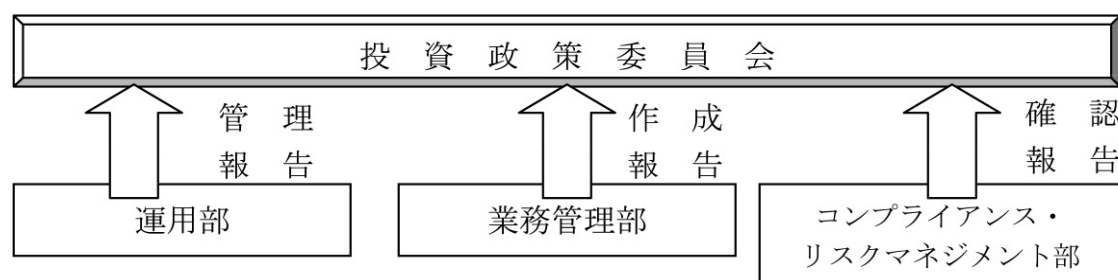 投資政策委員会
管理
報告
作成
報告
確認
報告
運用部
業務管理部
コンプライアンス・
リスクマネジメント部